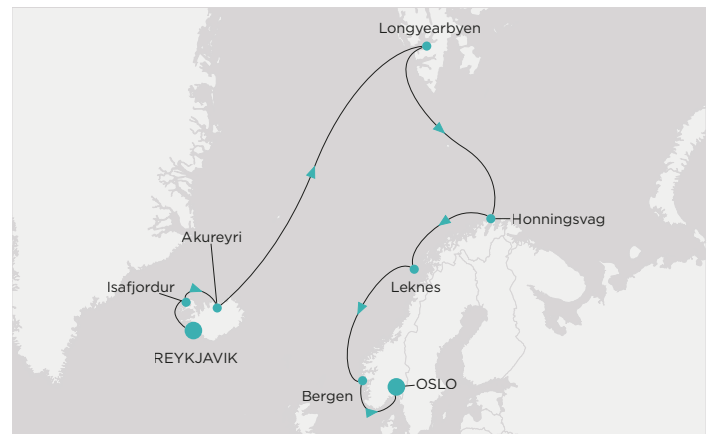 Longyearbyen
Honningsvag
Akureyri
Isafjordur
Leknes
REYKJAVIK
OSLO
Bergen